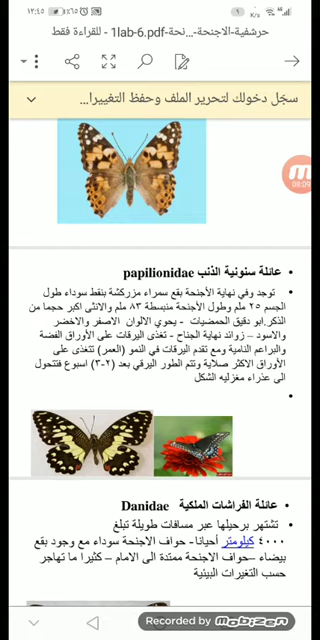 ١٢:٤٥ ٦٥٪
K/s
حرشفية-الاجنحة-...نحة-1lab-6.pdf - للقراءة فقط
سجّل دخولك لتحرير الملف وحفظ التغييرا...
08:09
عائلة سنونية الذنب papilionidae
توجد وفي نهاية الأجنحة بقع سمراء مزركشة بنقط سوداء طول
الجسم ٢٥ ملم وطول الأجنحة منبسطة ٨٣ ملم والانثى اكبر حجما من
الذكر.ابو دقيق الحمضيات - يحوي الالوان الاصفر والاخضر
والاسود – زوائد نهاية الجناح - تغذى اليرقات على الأوراق الغضة
والبراعم النامية ومع تقدم اليرقات في النمو (العمر) تتغذى على
الأوراق الاكثر صلابة وتتم الطور اليرقي بعد (٢-٣) اسبوع فتتحول
الى عذراء مغزليه الشكل
عائلة الفراشات الملكية Danidae
تشتهر برحيلها عبر مسافات طويلة تبلغ
٤٠٠٠ كيلومتر أحيانا- حواف الاجنحة سوداء مع وجود بقع
بيضاء –حواف الاجنحة ممتدة الى الامام – كثيرا ما تهاجر
حسب التغيرات البيئية
Recorded by Mobizen